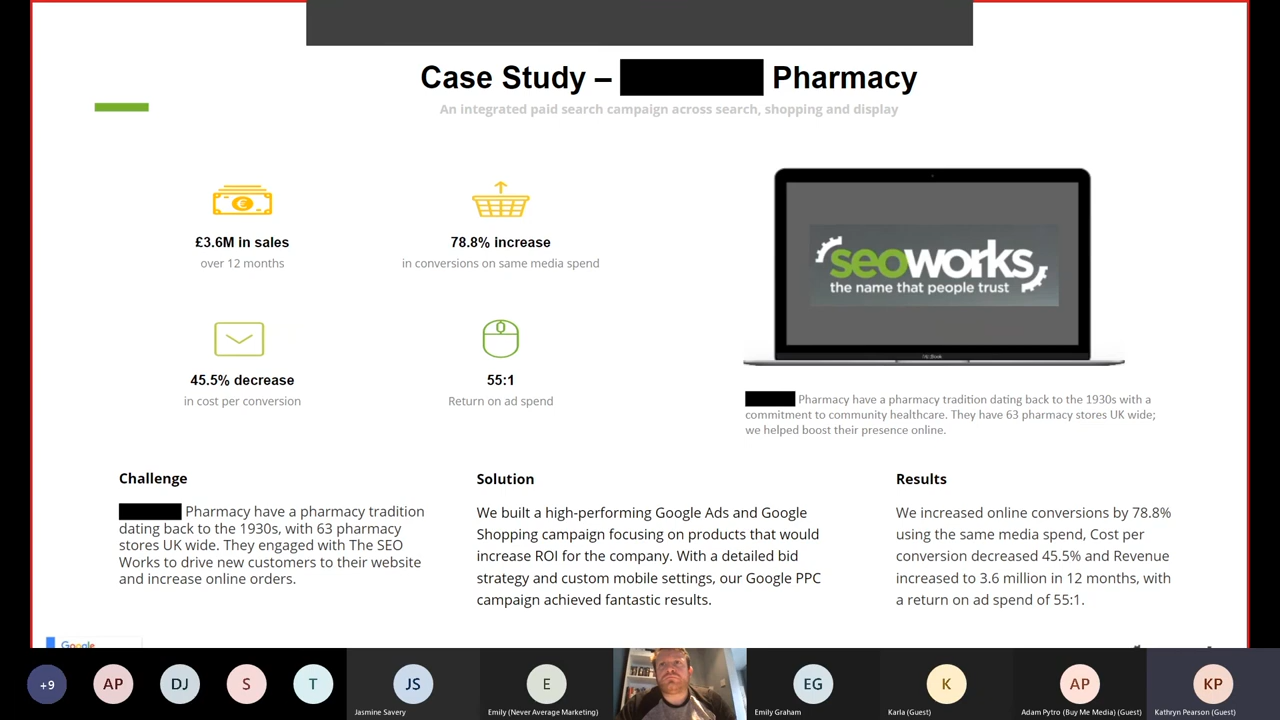 Case Study – Pharmacy
An integrated paid search campaign across search, shopping and display
£3.6M in sales
over 12 months
78.8% increase
in conversions on same media spend
45.5% decrease
in cost per conversion
55:1
Return on ad spend
seoworks
the name that people trust
MacBook
Pharmacy have a pharmacy tradition dating back to the 1930s with a
commitment to community healthcare. They have 63 pharmacy stores UK wide;
we helped boost their presence online.
Challenge
Pharmacy have a pharmacy tradition
dating back to the 1930s, with 63 pharmacy
stores UK wide. They engaged with The SEO
Works to drive new customers to their website
and increase online orders.
Solution
We built a high-performing Google Ads and Google
Shopping campaign focusing on products that would
increase ROI for the company. With a detailed bid
strategy and custom mobile settings, our Google PPC
campaign achieved fantastic results.
Results
We increased online conversions by 78.8%
using the same media spend, Cost per
conversion decreased 45.5% and Revenue
increased to 3.6 million in 12 months, with
a return on ad spend of 55:1.
Google
+9
AP
DJ
S
T
JS
Jasmine Savery
E
Emily (Never Average Marketing)
EG
Emily Graham
K
Karla (Guest)
AP
Adam Pytro (Buy Me Media) (Guest)
KP
Kathryn Pearson (Guest)